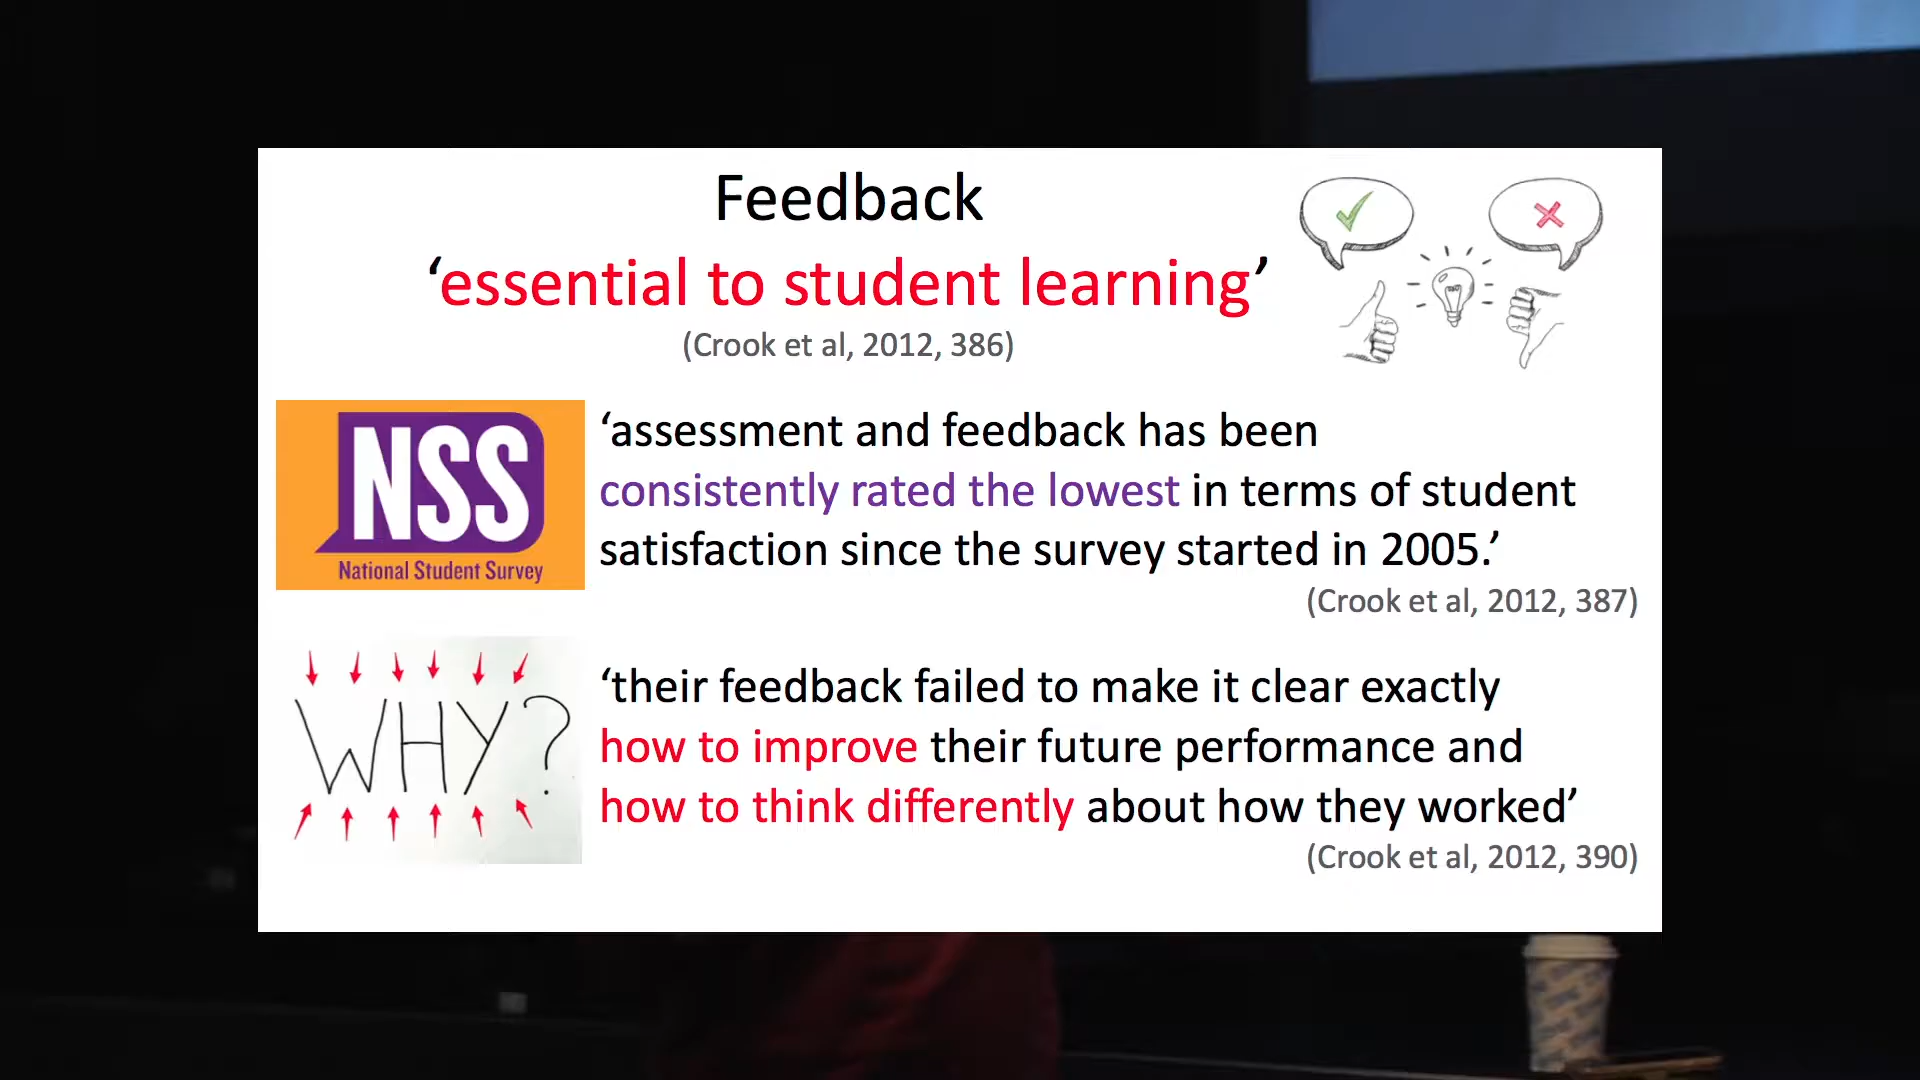 Feedback
‘essential to student learning’
(Crook et al, 2012, 386)
NSS
National Student Survey
‘assessment and feedback has been
consistently rated the lowest in terms of student
satisfaction since the survey started in 2005.’
(Crook et al, 2012, 387)
WHY?
‘their feedback failed to make it clear exactly
how to improve their future performance and
how to think differently about how they worked’
(Crook et al, 2012, 390)